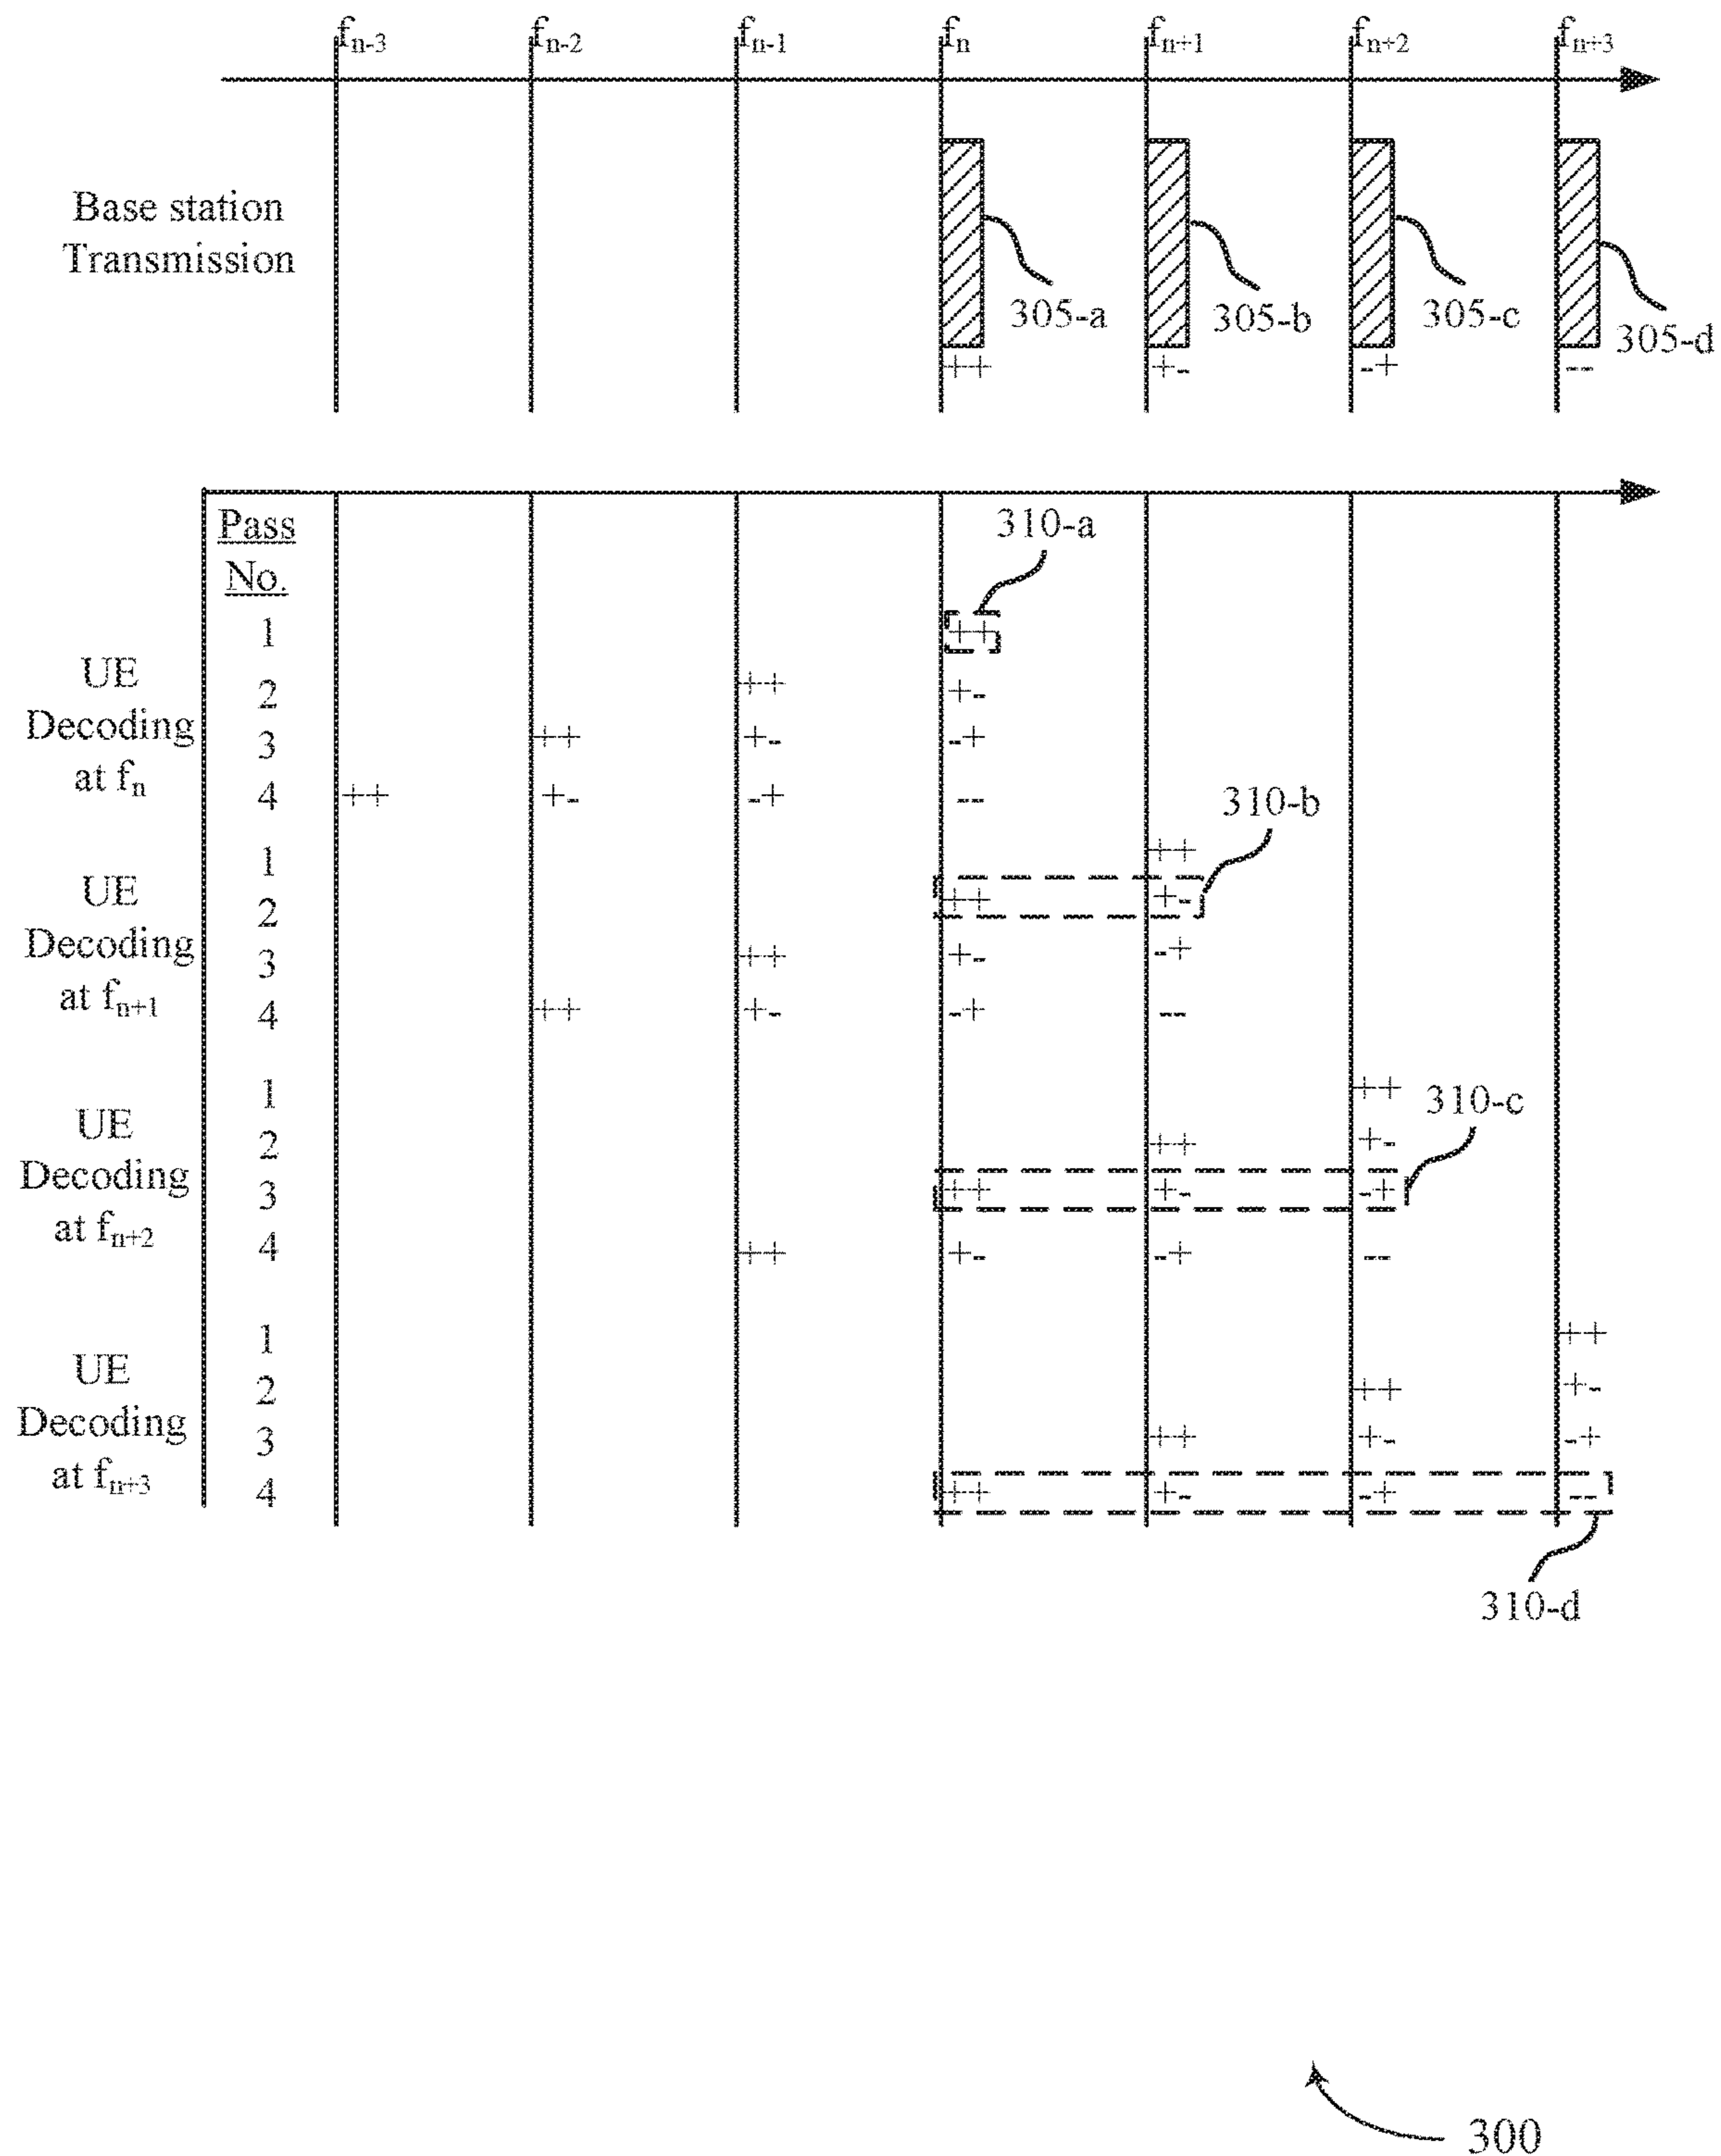 fn-3 fn-2 fn-1 fn fn+1 fn+2 fn+3
Base station
Transmission
305-a 305-b 305-c 305-d
++ +- -+ --
Pass
No.
310-a
UE
Decoding
at fn
1 ++
2 ++ +-
3 ++ +- -+
4 ++ +- -+ --
310-b
UE
Decoding
at fn+1
1 ++
2 ++ +-
3 ++ +- -+
4 ++ +- -+ --
310-c
UE
Decoding
at fn+2
1 ++
2 ++ +-
3 ++ +- -+
4 ++ +- -+ --
UE
Decoding
at fn+3
1 ++
2 ++ +-
3 ++ +- -+
4 ++ +- -+ --
310-d
300